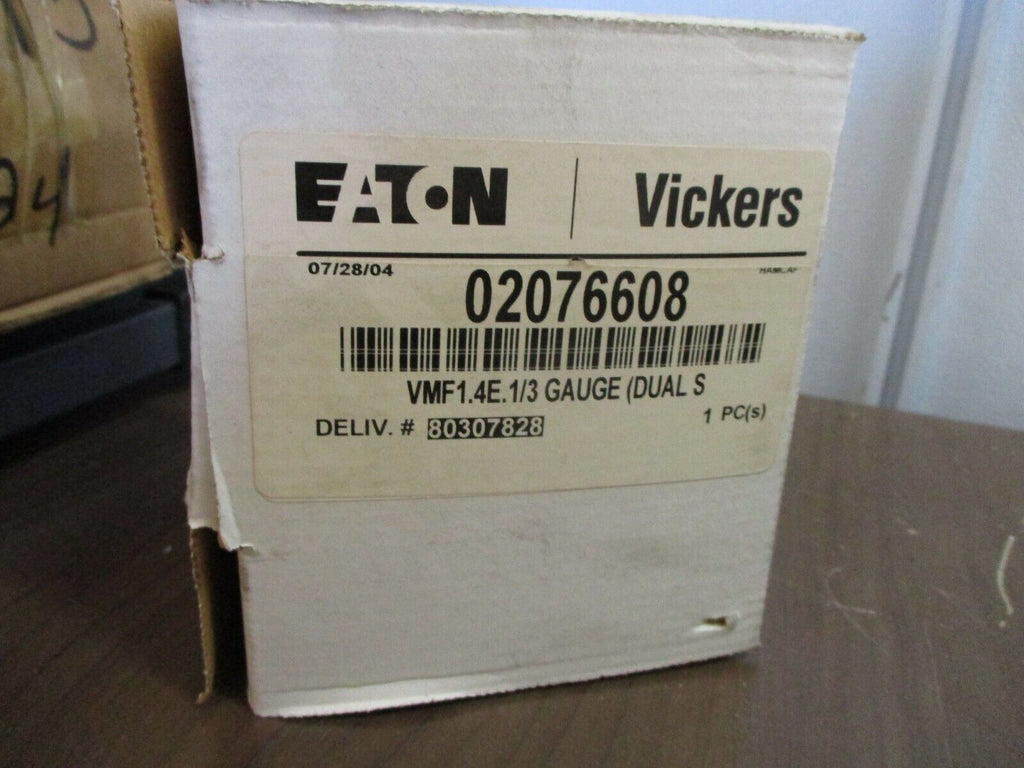 EATON Vickers
07/28/04
02076608
VMF1.4E.1/3 GAUGE (DUAL S
DELIV. # 80307828 1 PC(s)